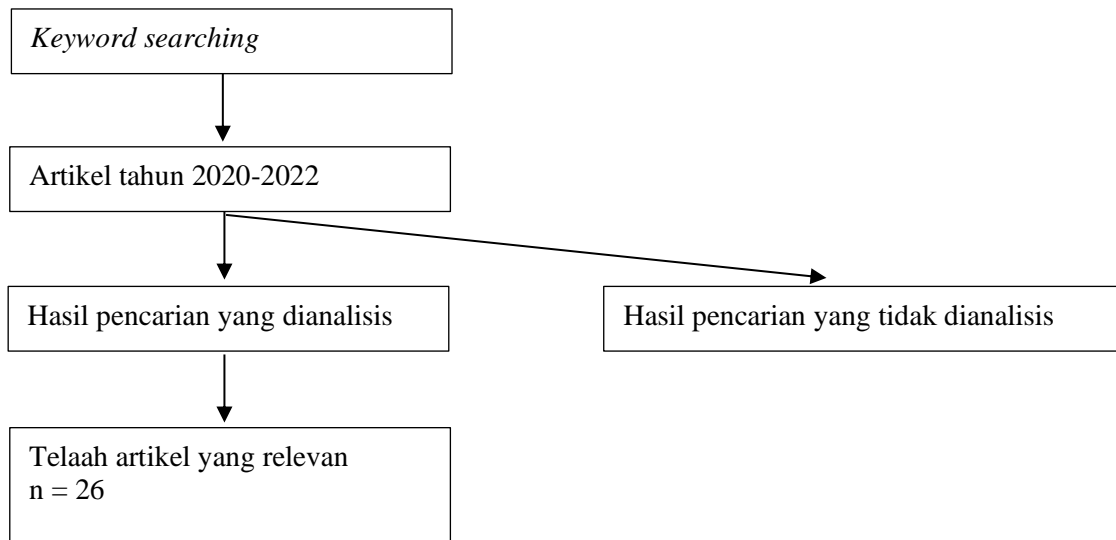 Keyword searching
Artikel tahun 2020-2022
Hasil pencarian yang dianalisis
Hasil pencarian yang tidak dianalisis
Telaah artikel yang relevan
n = 26